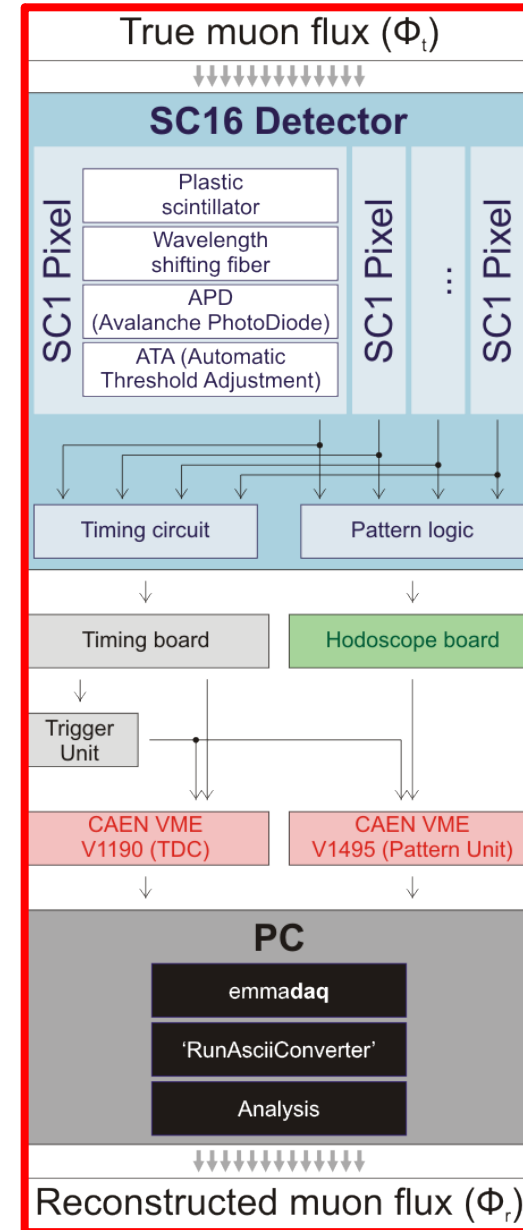 True muon flux (Φt)
SC16 Detector
SC1 Pixel
Plastic
scintillator
Wavelength
shifting fiber
APD
(Avalanche PhotoDiode)
ATA (Automatic
Threshold Adjustment)
SC1 Pixel
...
SC1 Pixel
Timing circuit
Pattern logic
Timing board
Hodoscope board
Trigger
Unit
CAEN VME
V1190 (TDC)
CAEN VME
V1495 (Pattern Unit)
PC
emmadaq
'RunAsciiConverter'
Analysis
Reconstructed muon flux (Φr)